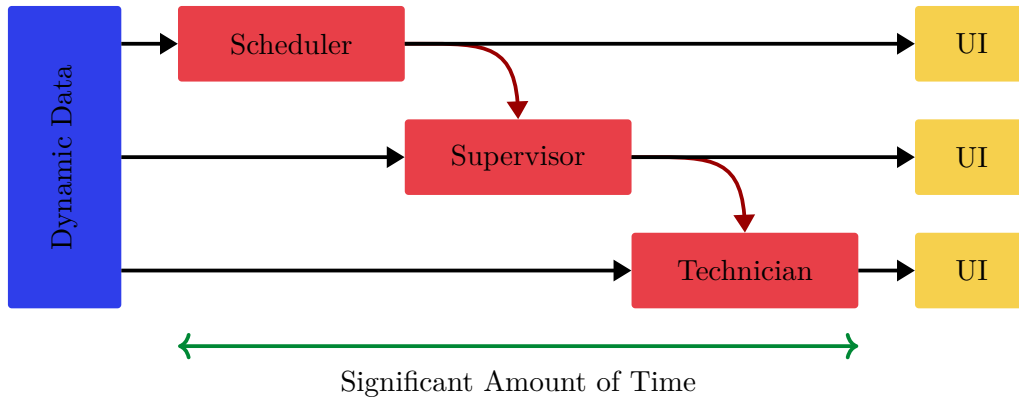 Dynamic Data
Scheduler
UI
Supervisor
UI
Technician
UI
Significant Amount of Time